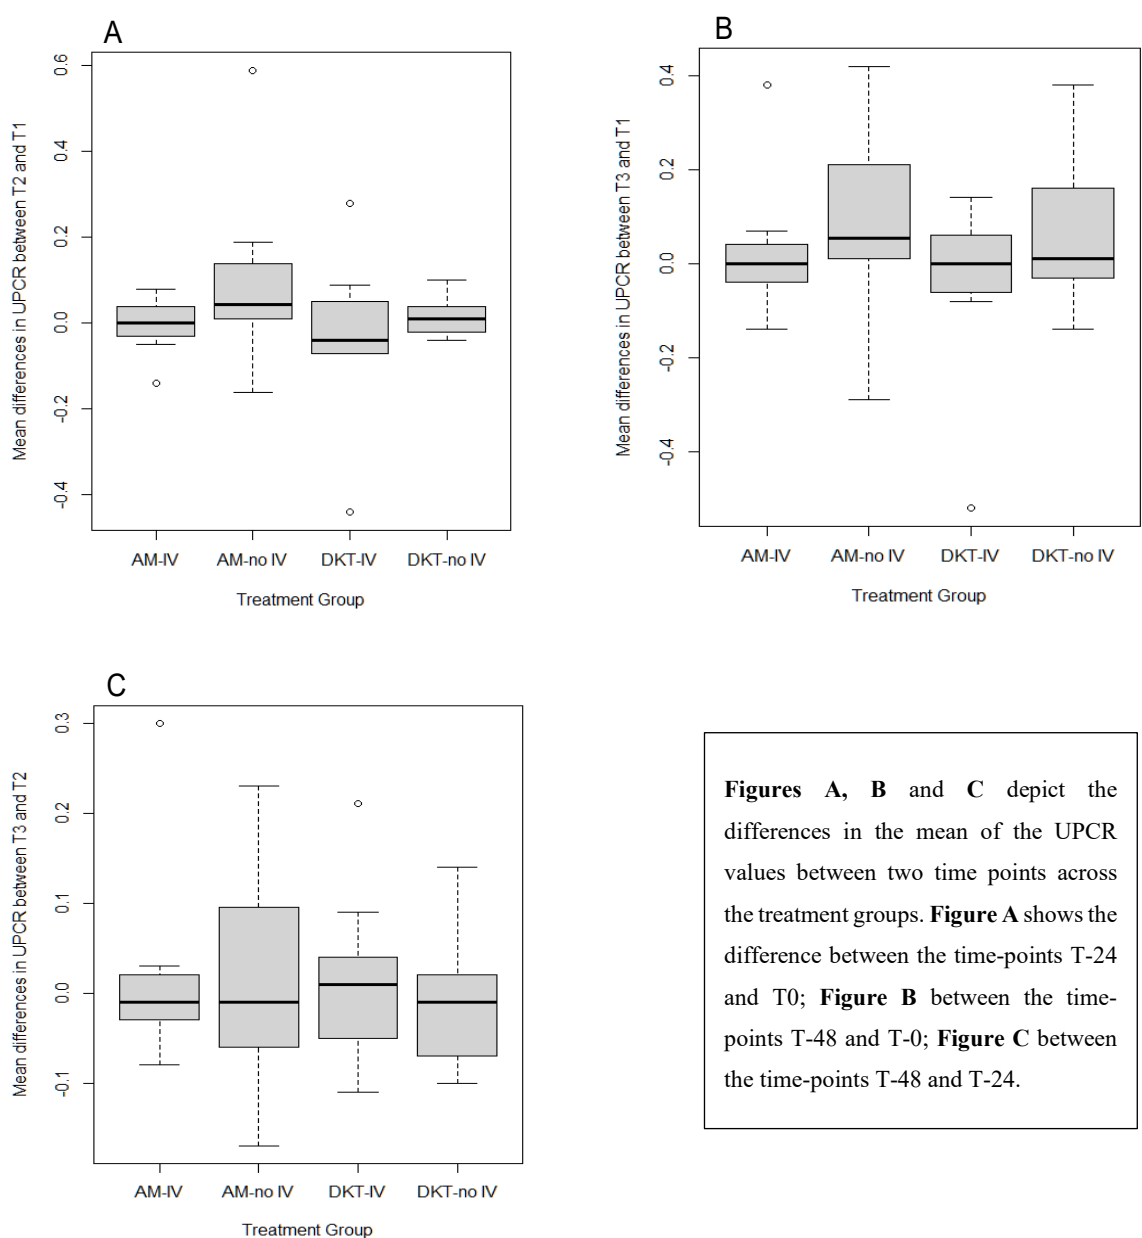 A
Mean differences in UPCR between T2 and T1
0.6
0.4
0.2
0.0
-0.2
-0.4
AM-IV AM-no IV DKT-IV DKT-no IV
Treatment Group
B
Mean differences in UPCR between T3 and T1
0.4
0.2
0.0
-0.2
-0.4
AM-IV AM-no IV DKT-IV DKT-no IV
Treatment Group
C
Mean differences in UPCR between T3 and T2
0.3
0.2
0.1
0.0
-0.1
AM-IV AM-no IV DKT-IV DKT-no IV
Treatment Group
Figures A, B and C depict the
differences in the mean of the UPCR
values between two time points across
the treatment groups. Figure A shows the
difference between the time-points T-24
and T0; Figure B between the time-
points T-48 and T-0; Figure C between
the time-points T-48 and T-24.